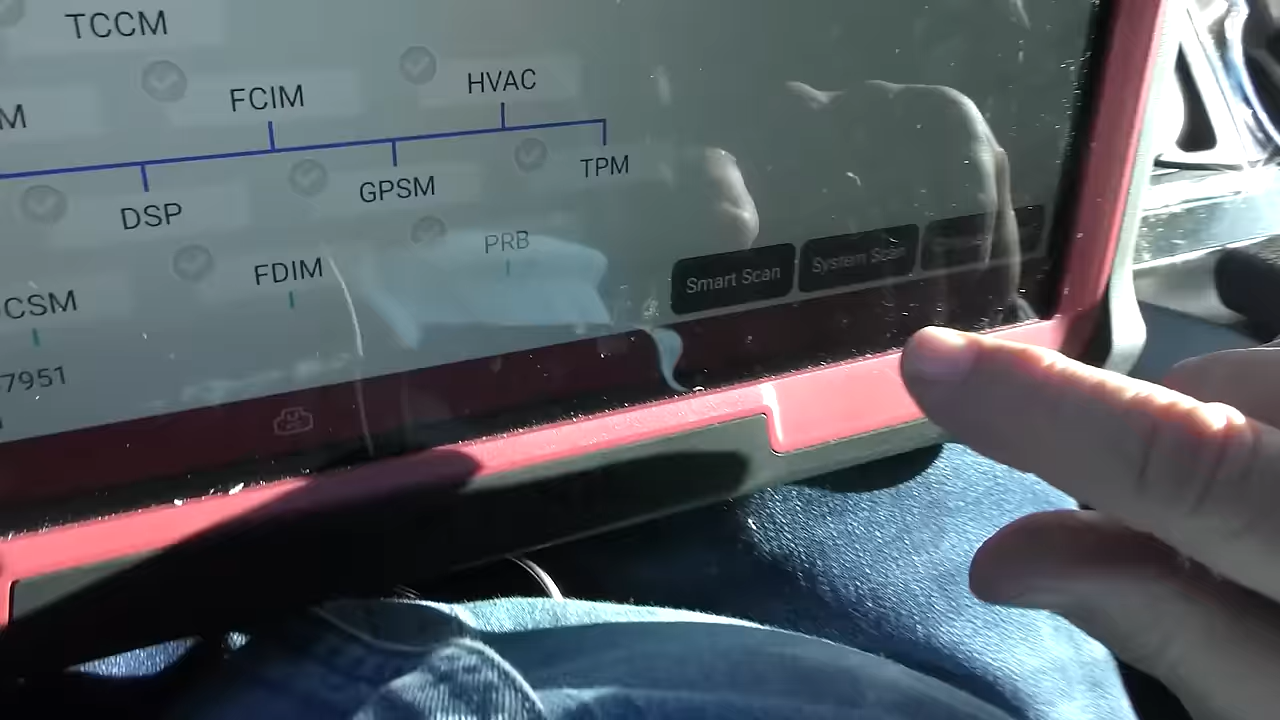 TCCM
HVAC
FCIM
M
TPM
GPSM
DSP
PRB
FDIM
CSM
Smart Scan
System Scan
7951